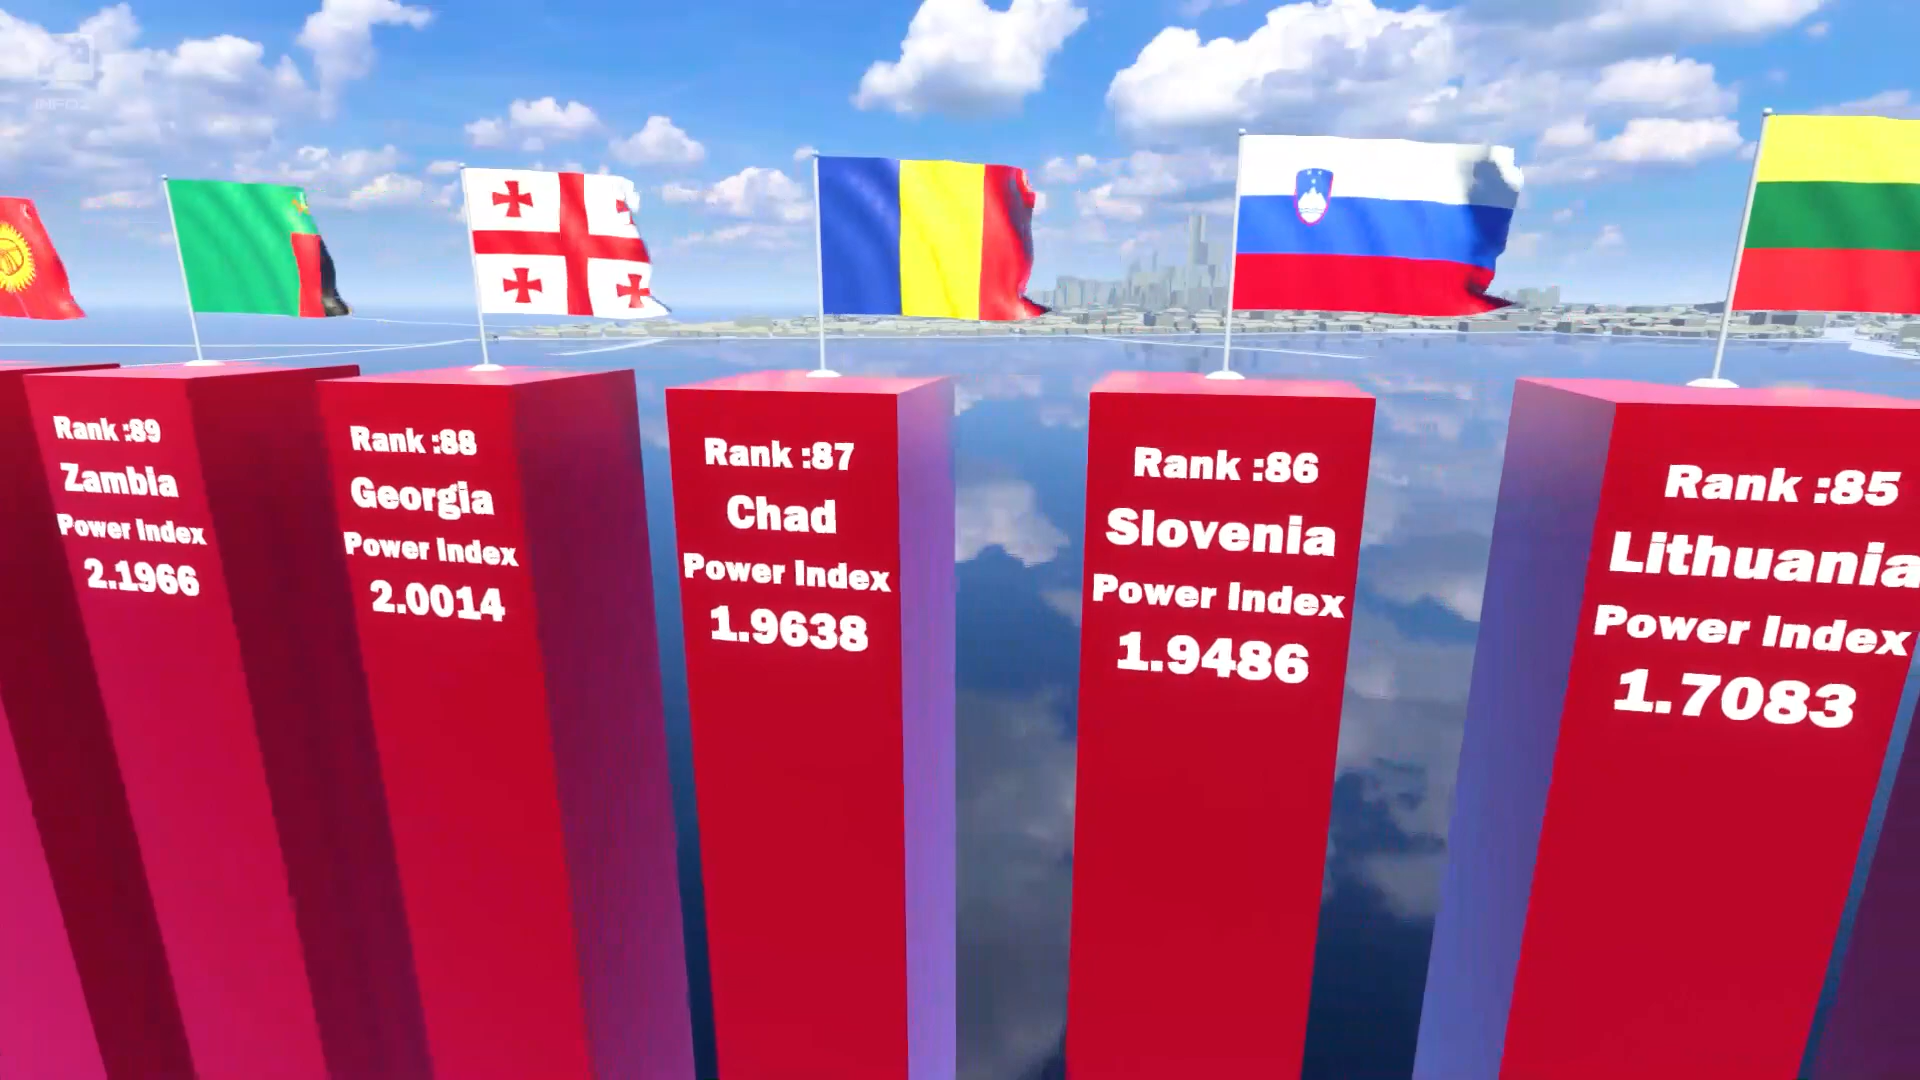 Rank :89
Zambia
Power Index
2.1966
Rank :88
Georgia
Power Index
2.0014
Rank :87
Chad
Power Index
1.9638
Rank :86
Slovenia
Power Index
1.9486
Rank :85
Lithuania
Power Index
1.7083